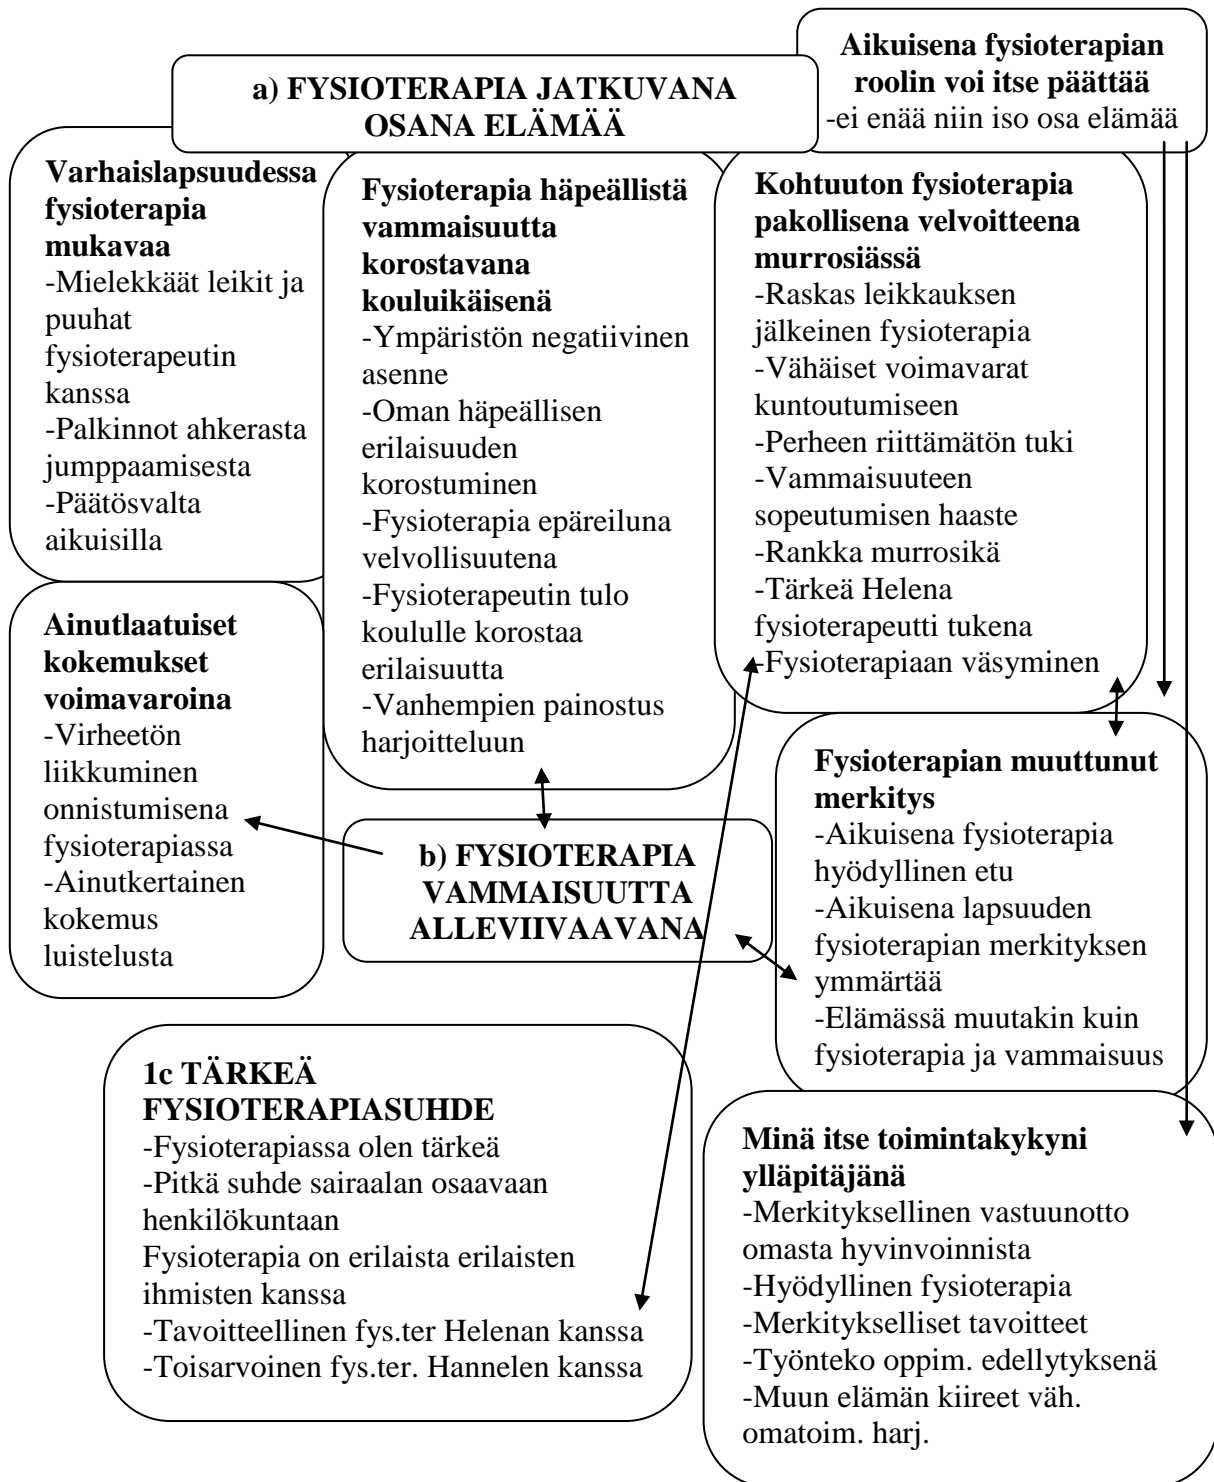 a) FYSIOTERAPIA JATKUVANA
OSANA ELÄMÄÄ
Aikuisena fysioterapian
roolin voi itse päättää
-ei enää niin iso osa elämää
Varhaislapsuudessa
fysioterapia
mukavaa
-Mielekkäät leikit ja
puuhat
fysioterapeutin
kanssa
-Palkinnot ahkerasta
jumppaamisesta
-Päätösvalta
aikuisilla
Fysioterapia häpeällistä
vammaisuutta
korostavana
kouluikäisenä
-Ympäristön negatiivinen
asenne
-Oman häpeällisen
erilaisuuden
korostuminen
-Fysioterapia epäreiluna
velvollisuutena
-Fysioterapeutin tulo
koululle korostaa
erilaisuutta
-Vanhempien painostus
harjoitteluun
Kohtuuton fysioterapia
pakollisena velvoitteena
murrosiässä
-Raskas leikkauksen
jälkeinen fysioterapia
-Vähäiset voimavarat
kuntoutumiseen
-Perheen riittämätön tuki
-Vammaisuuteen
sopeutumisen haaste
-Rankka murrosikä
-Tärkeä Helena
fysioterapeutti tukena
-Fysioterapiaan väsyminen
Ainutlaatuiset
kokemukset
voimavaroina
-Virheetön
liikkuminen
onnistumisena
fysioterapiassa
-Ainutkertainen
kokemus
luistelusta
b) FYSIOTERAPIA
VAMMAISUUTTA
ALLEVIIVAAVANA
Fysioterapian muuttunut
merkitys
-Aikuisena fysioterapia
hyödyllinen etu
-Aikuisena lapsuuden
fysioterapian merkityksen
ymmärtää
-Elämässä muutakin kuin
fysioterapia ja vammaisuus
1c TÄRKEÄ
FYSIOTERAPIASUHDE
-Fysioterapiassa olen tärkeä
-Pitkä suhde sairaalan osaavaan
henkilökuntaan
Fysioterapia on erilaista erilaisten
ihmisten kanssa
-Tavoitteellinen fys.ter Helenan kanssa
-Toisarvoinen fys.ter. Hannelen kanssa
Minä itse toimintakykyni
ylläpitäjänä
-Merkityksellinen vastuunotto
omasta hyvinvoinnista
-Hyödyllinen fysioterapia
-Merkitykselliset tavoitteet
-Työnteko oppim. edellytyksenä
-Muun elämän kiireet väh.
omatoim. harj.